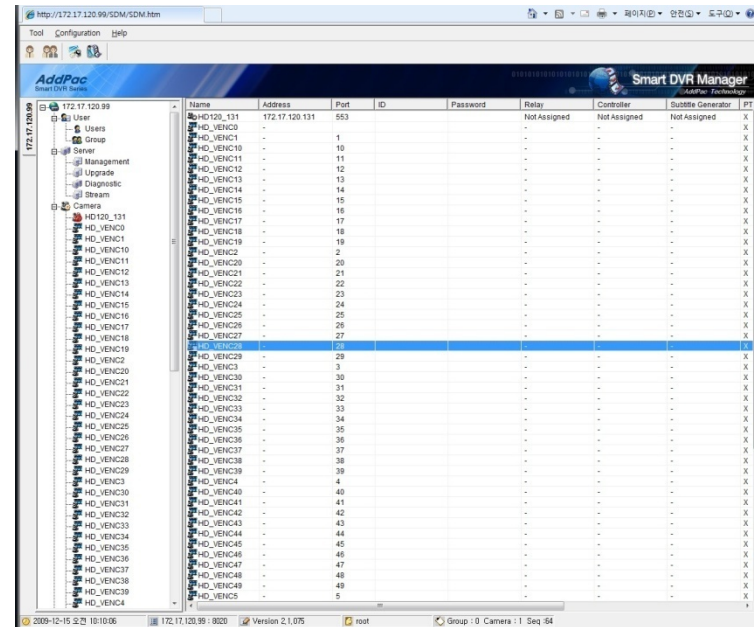 http://172.17.120.99/SDM/SDM.htm
페이지(P) 안전(S) 도구(O)
Tool Configuration Help
AddPac
Smart DVR Series
Smart DVR Manager
AddPac Technology
172.17.120.99
172.17.120.99
User
Users
Group
Server
Management
Upgrade
Diagnostic
Stream
Camera
HD120_131
HD_VENC0
HD_VENC1
HD_VENC10
HD_VENC11
HD_VENC12
HD_VENC13
HD_VENC14
HD_VENC15
HD_VENC16
HD_VENC17
HD_VENC18
HD_VENC19
HD_VENC2
HD_VENC20
HD_VENC21
HD_VENC22
HD_VENC23
HD_VENC24
HD_VENC25
HD_VENC26
HD_VENC27
HD_VENC28
HD_VENC29
HD_VENC3
HD_VENC30
HD_VENC31
HD_VENC32
HD_VENC33
HD_VENC34
HD_VENC35
HD_VENC36
HD_VENC37
HD_VENC38
HD_VENC39
HD_VENC4
Name Address Port ID Password Relay Controller Subtitle Generator PT
HD120_131 172.17.120.131 553 Not Assigned Not Assigned Not Assigned X
HD_VENC0 - - - - X
HD_VENC1 - 1 - - - X
HD_VENC10 - 10 - - - X
HD_VENC11 - 11 - - - X
HD_VENC12 - 12 - - - X
HD_VENC13 - 13 - - - X
HD_VENC14 - 14 - - - X
HD_VENC15 - 15 - - - X
HD_VENC16 - 16 - - - X
HD_VENC17 - 17 - - - X
HD_VENC18 - 18 - - - X
HD_VENC19 - 19 - - - X
HD_VENC2 - 2 - - - X
HD_VENC20 - 20 - - - X
HD_VENC21 - 21 - - - X
HD_VENC22 - 22 - - - X
HD_VENC23 - 23 - - - X
HD_VENC24 - 24 - - - X
HD_VENC25 - 25 - - - X
HD_VENC26 - 26 - - - X
HD_VENC27 - 27 - - - X
HD_VENC28 - 28 - - - X
HD_VENC29 - 29 - - - X
HD_VENC3 - 3 - - - X
HD_VENC30 - 30 - - - X
HD_VENC31 - 31 - - - X
HD_VENC32 - 32 - - - X
HD_VENC33 - 33 - - - X
HD_VENC34 - 34 - - - X
HD_VENC35 - 35 - - - X
HD_VENC36 - 36 - - - X
HD_VENC37 - 37 - - - X
HD_VENC38 - 38 - - - X
HD_VENC39 - 39 - - - X
HD_VENC4 - 4 - - - X
HD_VENC40 - 40 - - - X
HD_VENC41 - 41 - - - X
HD_VENC42 - 42 - - - X
HD_VENC43 - 43 - - - X
HD_VENC44 - 44 - - - X
HD_VENC45 - 45 - - - X
HD_VENC46 - 46 - - - X
HD_VENC47 - 47 - - - X
HD_VENC48 - 48 - - - X
HD_VENC49 - 49 - - - X
HD_VENC5 - 5 - - - X
2009-12-15 오전 10:10:06 172,17,120,99 : 8020 Version 2,1,075 root Group : 0 Camera : 1 Seq :64